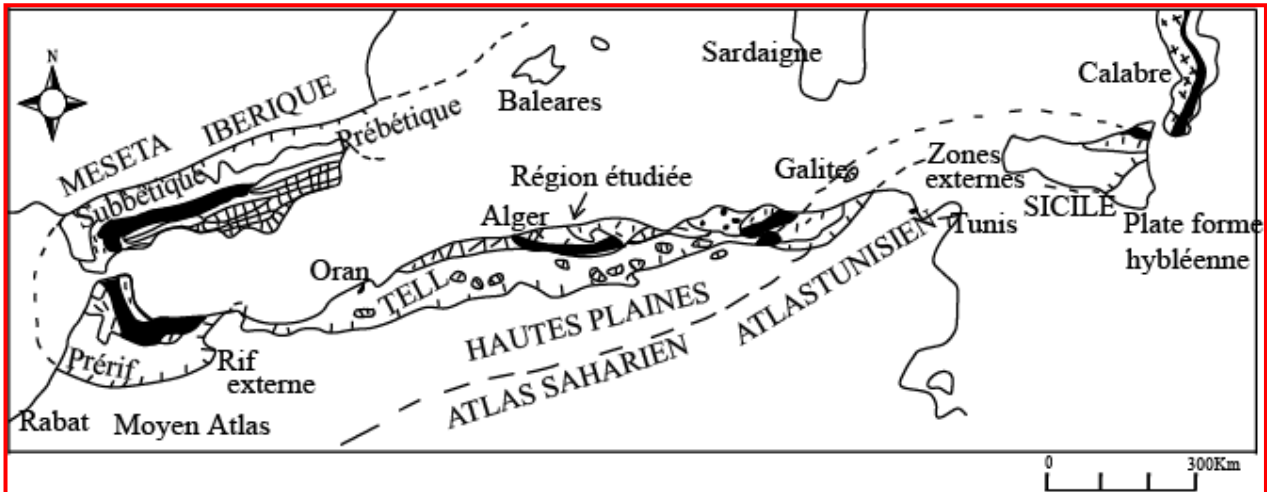 N
Sardaigne
Calabre
Baleares
MESETA IBERIQUE
Prébétique
Subbétique
Région étudiée
Galite
Zones
externes
Alger
SICILE
Tunis
Plate forme
hybléenne
Oran
TELL
HAUTES PLAINES
ATLASTUNISIEN
ATLAS SAHARIEN
Prérif
Rif
externe
Rabat
Moyen Atlas
0 300Km